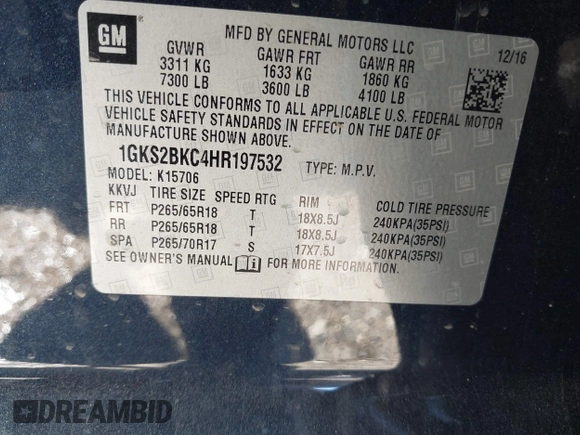 GM
MFD BY GENERAL MOTORS LLC
GVWR GAWR FRT GAWR RR 12/16
3311 KG 1633 KG 1860 KG
7300 LB 3600 LB 4100 LB
THIS VEHICLE CONFORMS TO ALL APPLICABLE U.S. FEDERAL MOTOR
VEHICLE SAFETY STANDARDS IN EFFECT ON THE DATE OF
MANUFACTURE SHOWN ABOVE.
1GKS2BKC4HR197532 TYPE: M.P.V.
MODEL: K15706
KKVJ TIRE SIZE SPEED RTG RIM COLD TIRE PRESSURE
FRT P265/65R18 T 18X8.5J 240KPA(35PSI)
RR P265/65R18 T 18X8.5J 240KPA(35PSI)
SPA P265/70R17 S 17X7.5J 240KPA(35PSI)
SEE OWNER'S MANUAL FOR MORE INFORMATION.
DREAMBID